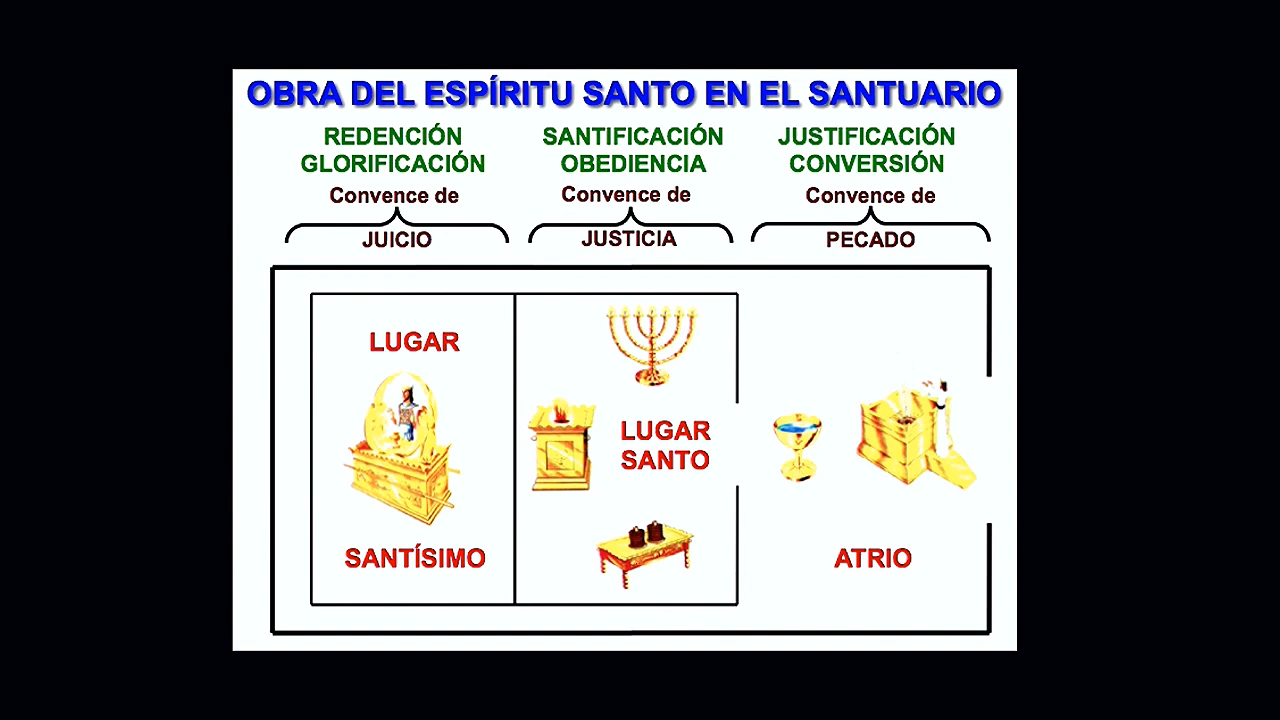 OBRA DEL ESPÍRITU SANTO EN EL SANTUARIO
REDENCIÓN
GLORIFICACIÓN
Convence de
JUICIO
SANTIFICACIÓN
OBEDIENCIA
Convence de
JUSTICIA
JUSTIFICACIÓN
CONVERSIÓN
Convence de
PECADO
LUGAR
SANTÍSIMO
LUGAR
SANTO
ATRIO